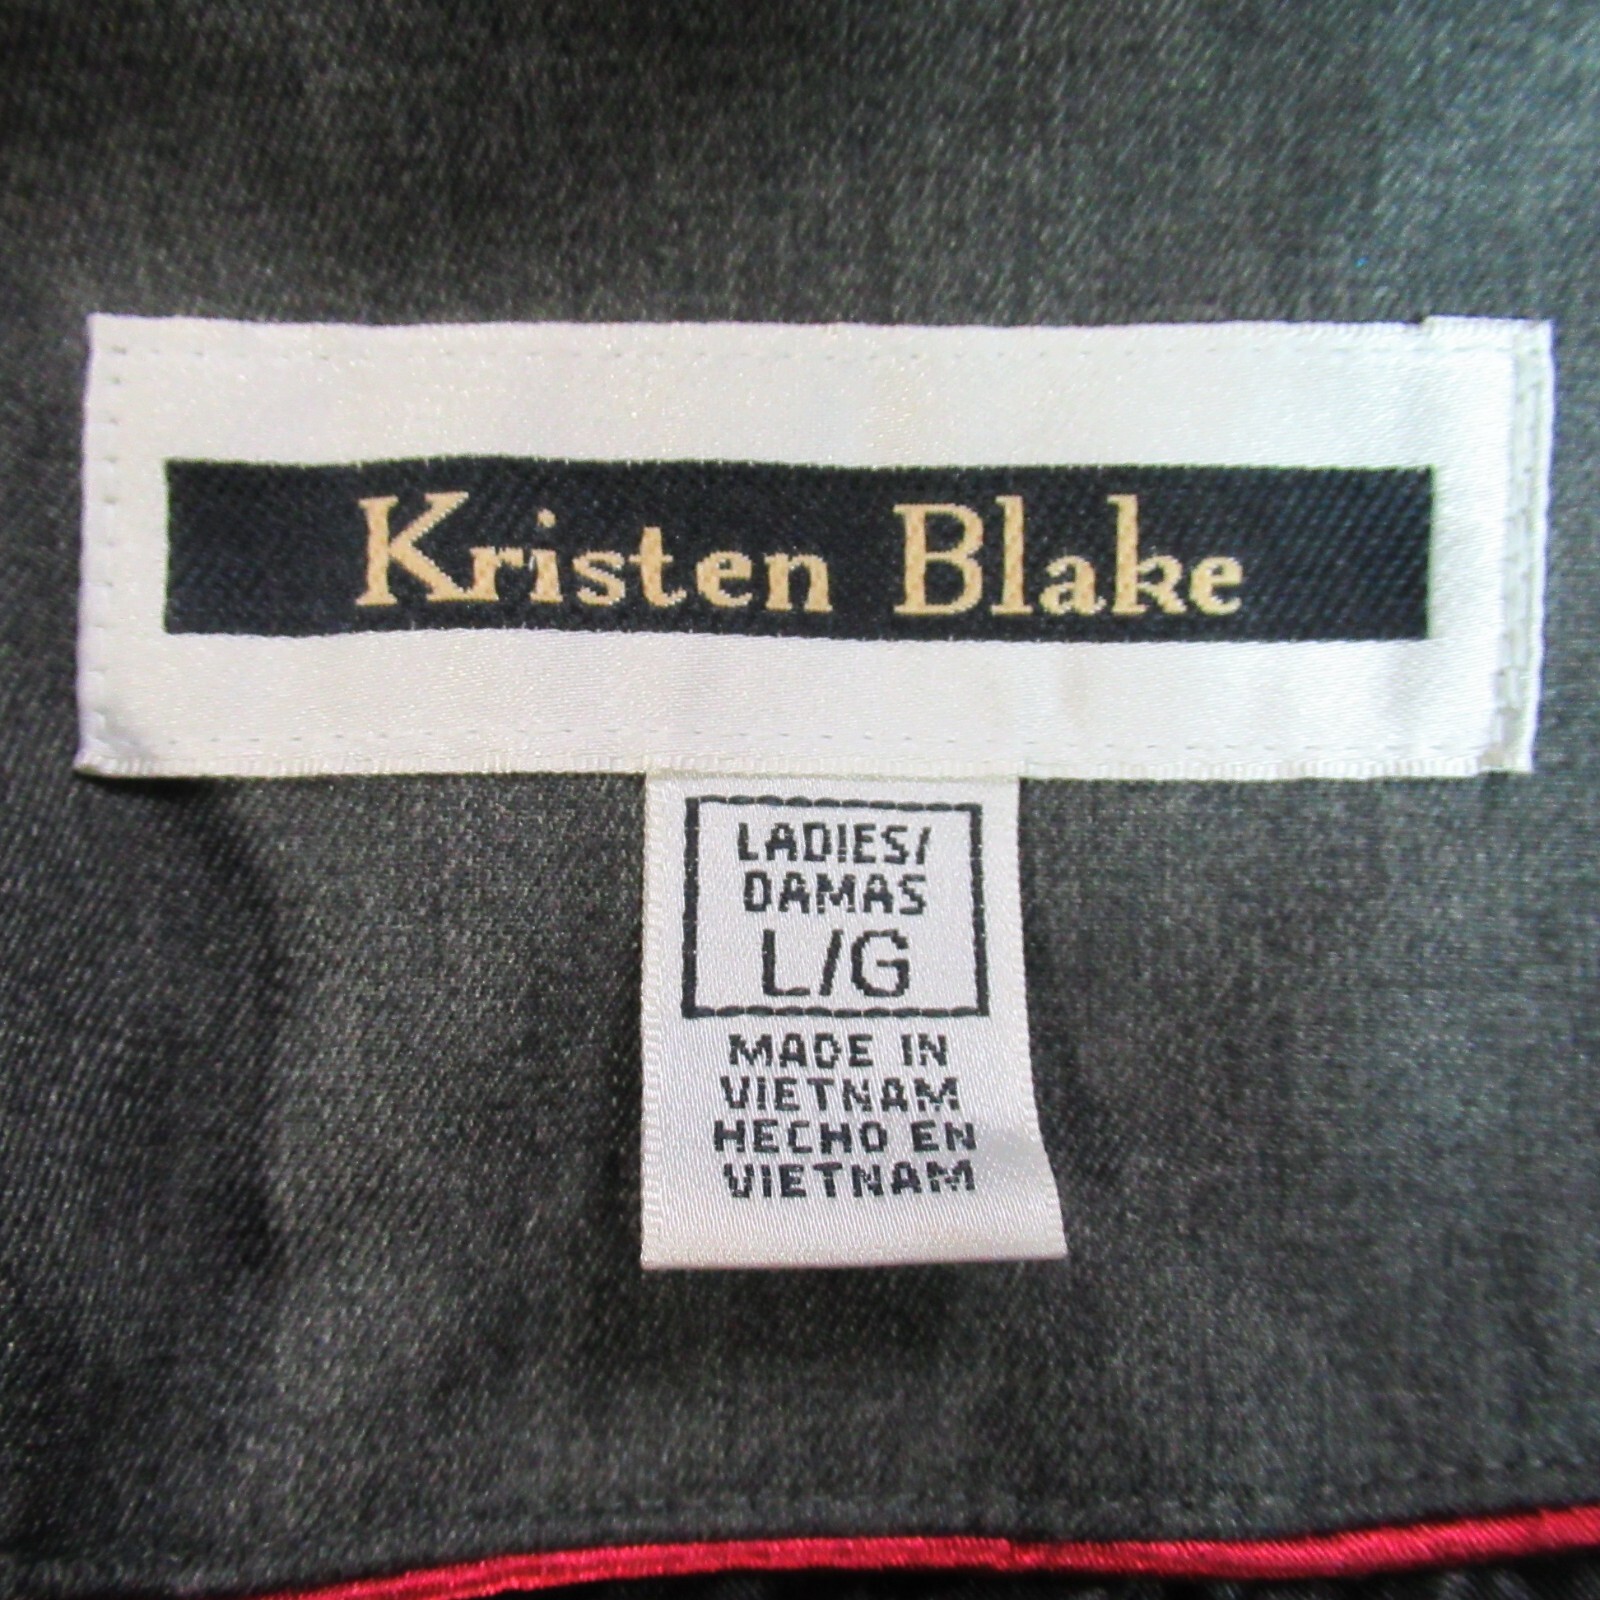 Kristen Blake
LADIES/
DAMAS
L/G
MADE IN
VIETNAM
HECHO EN
VIETNAM